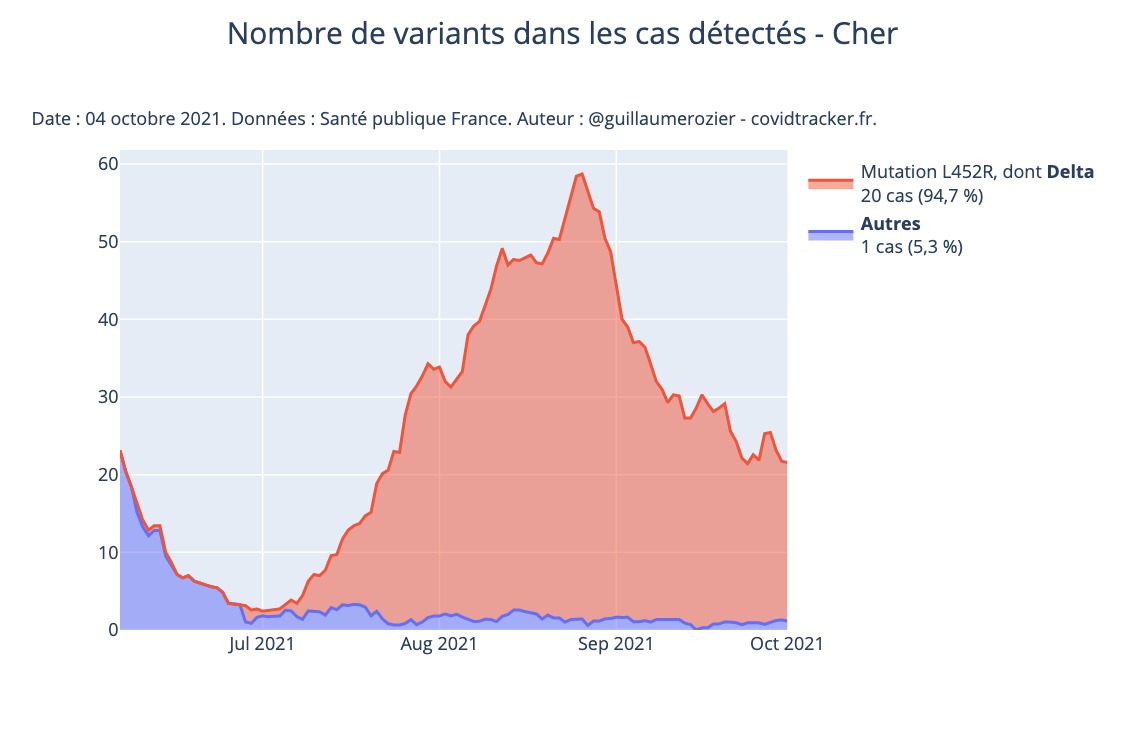 Nombre de variants dans les cas détectés - Cher
Date : 04 octobre 2021. Données : Santé publique France. Auteur : @guillaumerozier - covidtracker.fr.
60
50
40
30
20
10
0
Jul 2021
Aug 2021
Sep 2021
Oct 2021
Mutation L452R, dont Delta
20 cas (94,7 %)
Autres
1 cas (5,3 %)